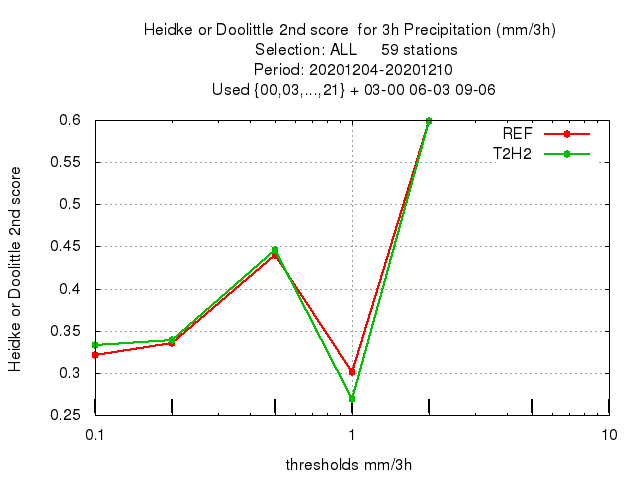 Heidke or Doolittle 2nd score  for 3h Precipitation (mm/3h)
Selection: ALL     59 stations
Period: 20201204-20201210
Used {00,03,...,21} + 03-00 06-03 09-06
REF
T2H2
0.6
0.55
0.5
0.45
0.4
0.35
0.3
0.25
Heidke or Doolittle 2nd score
0.1 1 10
thresholds mm/3h